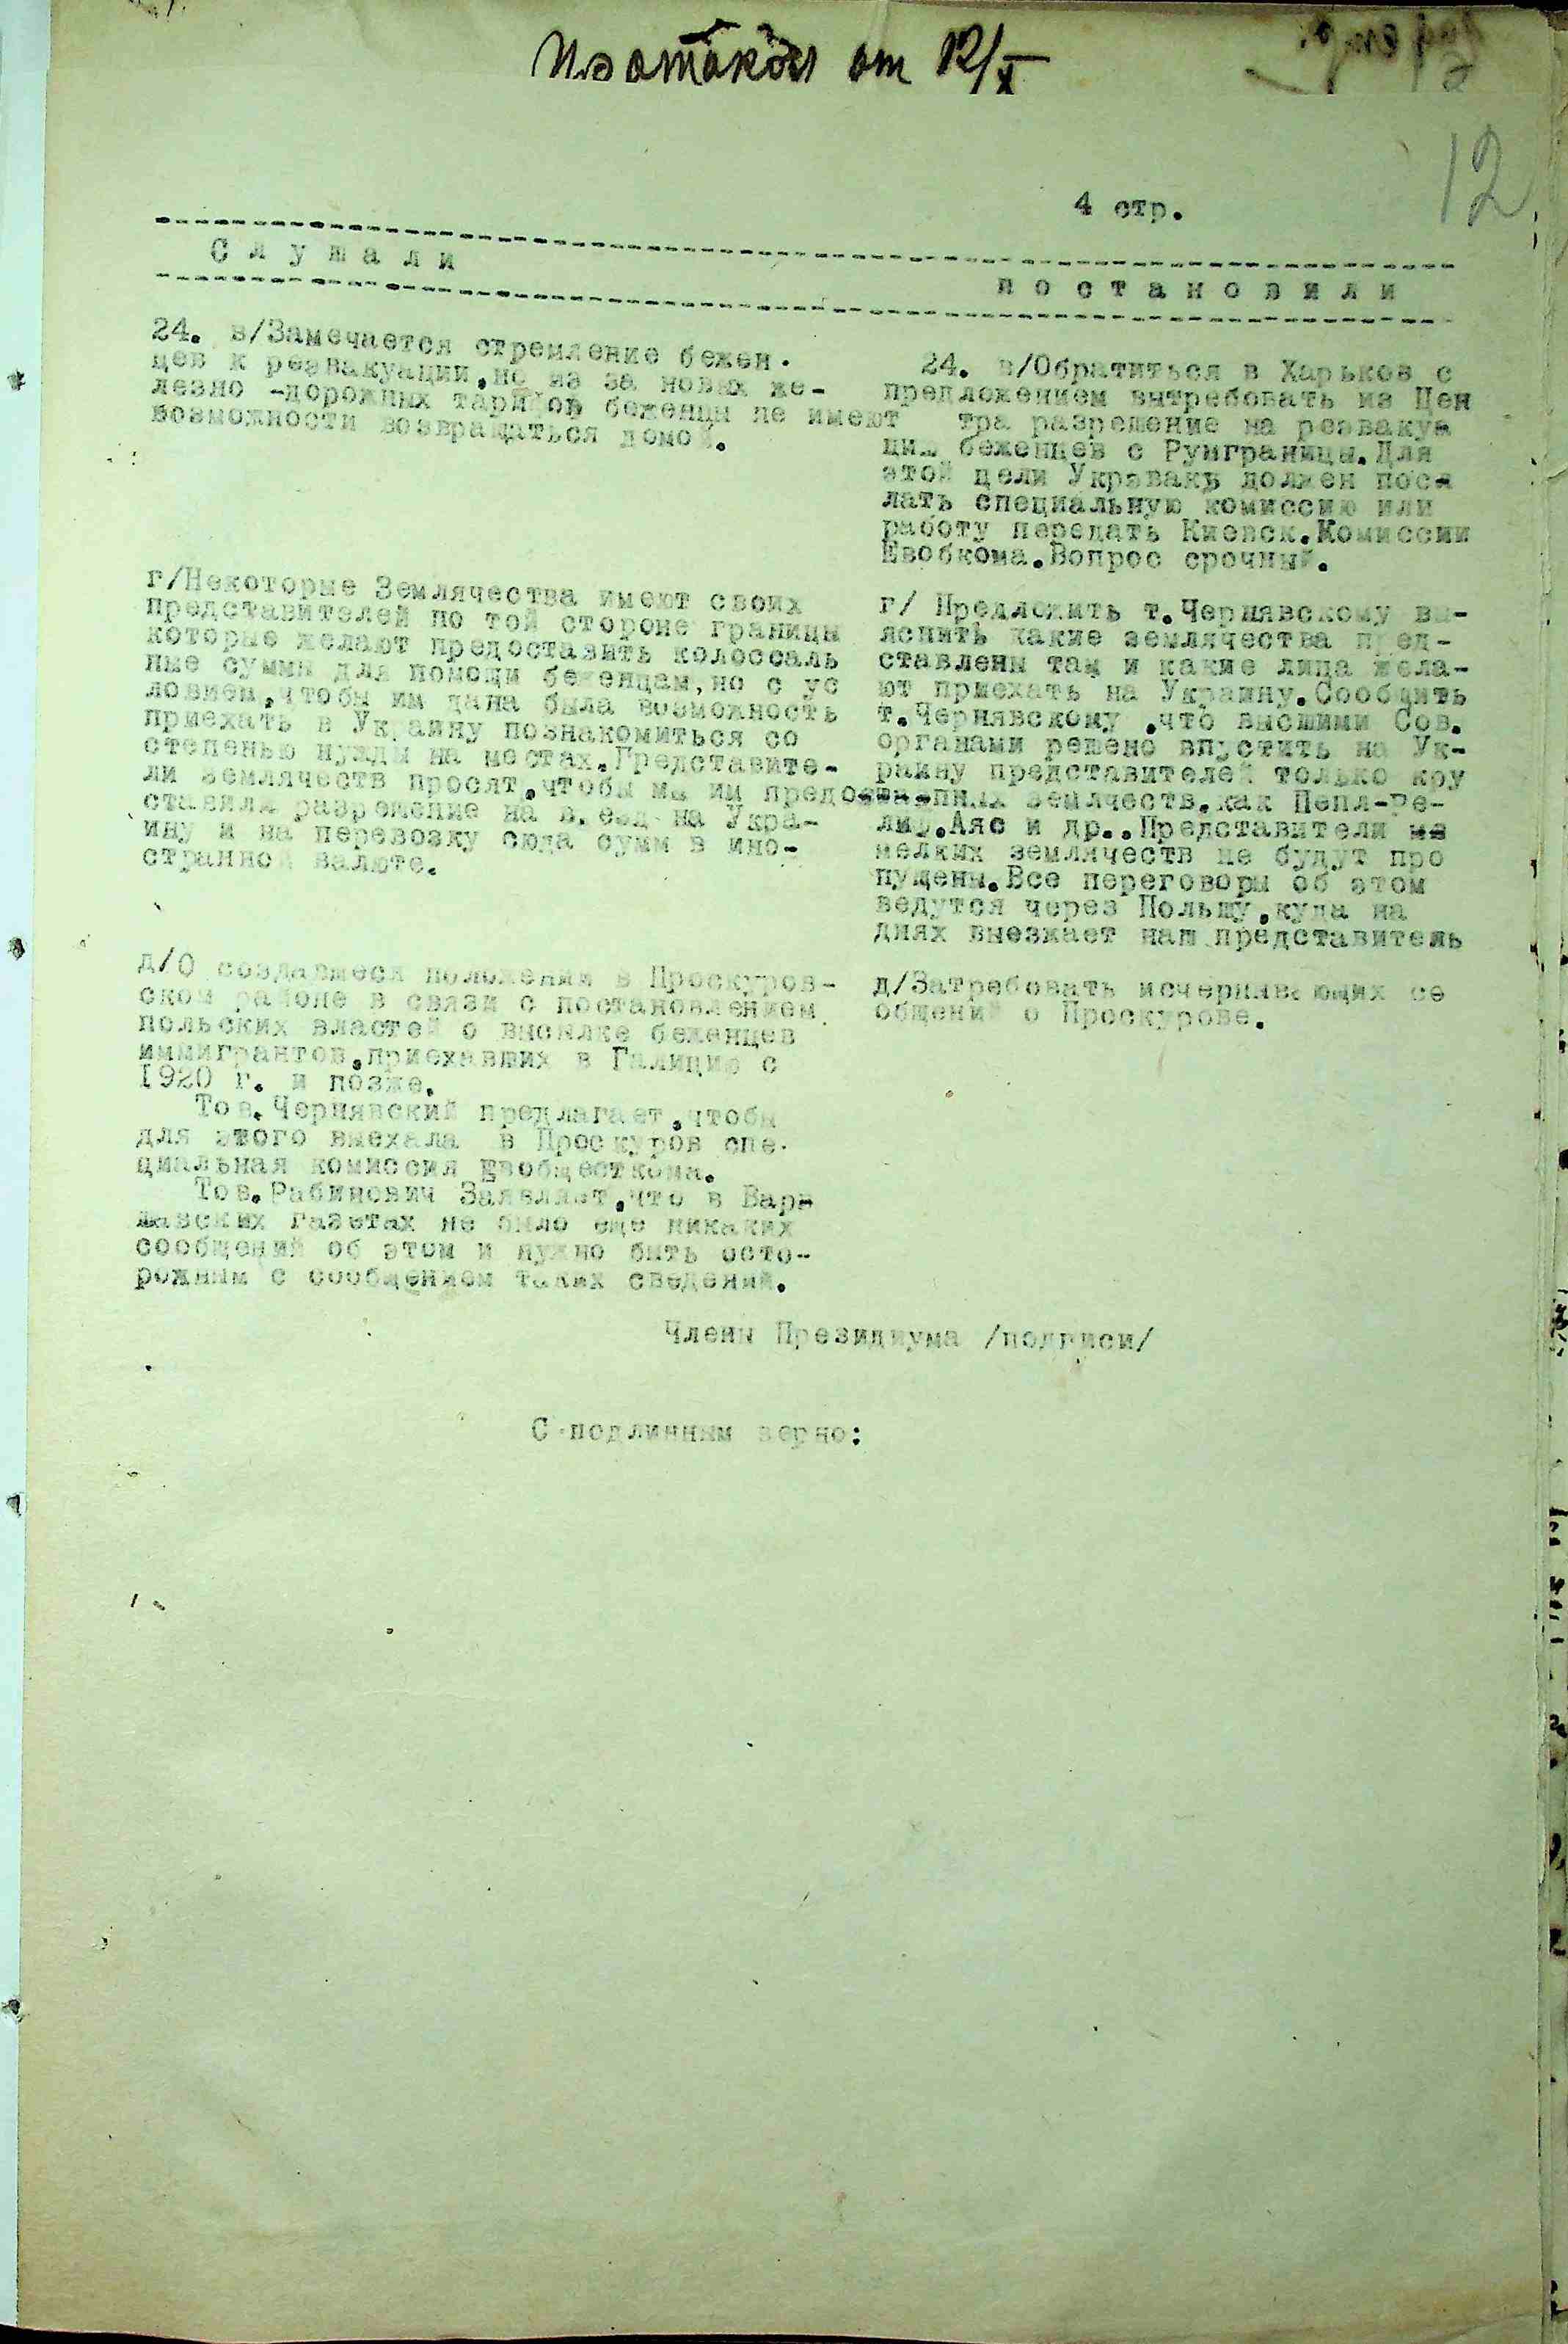 Протокол от 12/X
12
4 стр.
С л у ш а л и
п о с т а н о в и л и
24. в/Замечается стремление бежен-
цев к реэвакуации,но из за новых же-
лезно -дорожных тарифов беженцы не имеют
возможности возвращаться домой.
24. в/Обратиться в Харьков с
предложением вытребовать из Цен
тра разрешение на реэвакуа
ции беженцев с Румграницы.Для
этой цели Укрэвакъ должен посы
лать специальную комиссию или
работу передать Киевск.Комиссии
Евобкома.Вопрос срочный.
г/Некоторые Землячества имеют своих
представителей по той стороне границы
которые желают предоставить колоссаль
ные суммы для помощи беженцам,но с ус
ловием,чтобы им дана была возможность
приехать в Украину познакомиться со
степенью нужды на местах.Представите-
ли землячеств просят,чтобы мы им предо
ставили разрешение на в.езд на Укра-
ину и на перевозку сюда сумм в ино-
странной валюте.
г/ Предложить т.Чернявскому вы-
яснить какие землячества пред-
ставлены там и какие лица жела-
ют приехать на Украину.Сообщить
т.Чернявскому ,что высшими Сов.
органами решено впустить на Ук-
раину представителей только кру
пных землячеств,как Пепл-Ре-
лиф.Аяс и др..Представители из
мелких землячеств не будут про
пущены.Все переговоры об этом
ведутся через Польшу,куда на
днях выезжает наш представитель
д/О создавшемся положении в Проскуров-
ском районе в связи с постановлением
польских властей о высылке беженцев
иммигрантов,приехавших в Галицию с
1920 г. и позже.
Тов.Чернявский предлагает,чтобы
для этого выехала в Проскуров спе-
циальная комиссия Евобщесткома.
Тов.Рабинович Заявляет,что в Вар
шавских газетах не было еще никаких
сообщений об этом и нужно быть осто-
рожным с сообщением таких сведений.
д/Затребовать исчерпывающих со
общений о Проскурове.
Члены Президиума /подписи/
С подлинным верно: